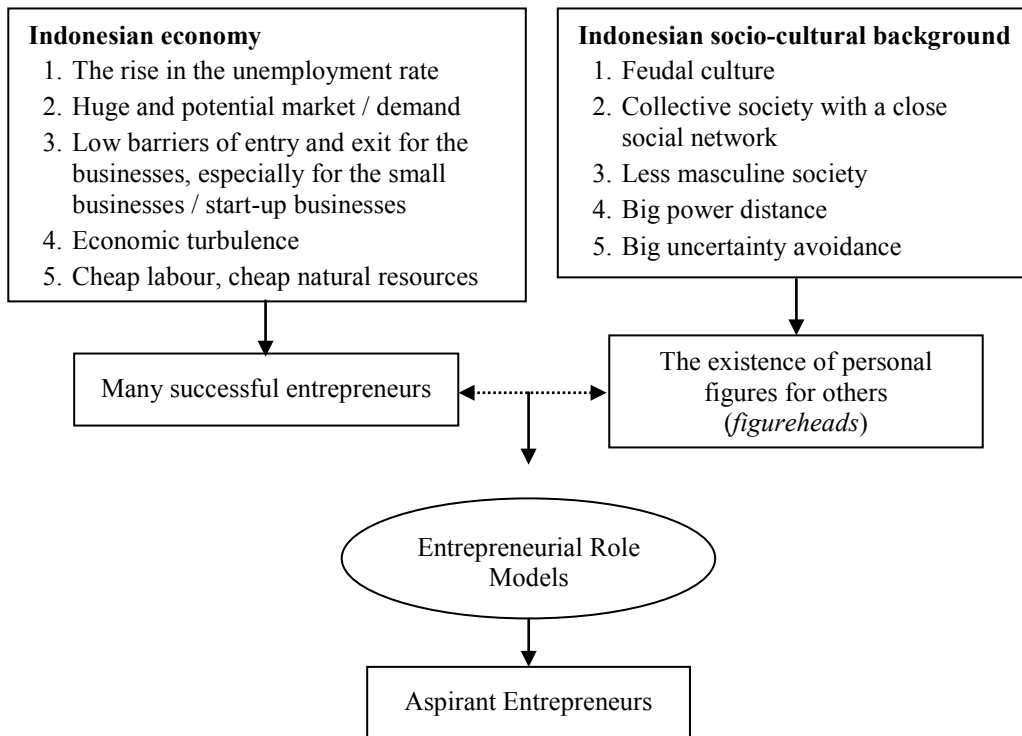 Indonesian economy
1. The rise in the unemployment rate
2. Huge and potential market / demand
3. Low barriers of entry and exit for the
businesses, especially for the small
businesses / start-up businesses
4. Economic turbulence
5. Cheap labour, cheap natural resources
Indonesian socio-cultural background
1. Feudal culture
2. Collective society with a close
social network
3. Less masculine society
4. Big power distance
5. Big uncertainty avoidance
Many successful entrepreneurs
The existence of personal
figures for others
(figureheads)
Entrepreneurial Role
Models
Aspirant Entrepreneurs